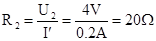 R₂ = U₂/I′ = 4V/0.2A = 20Ω